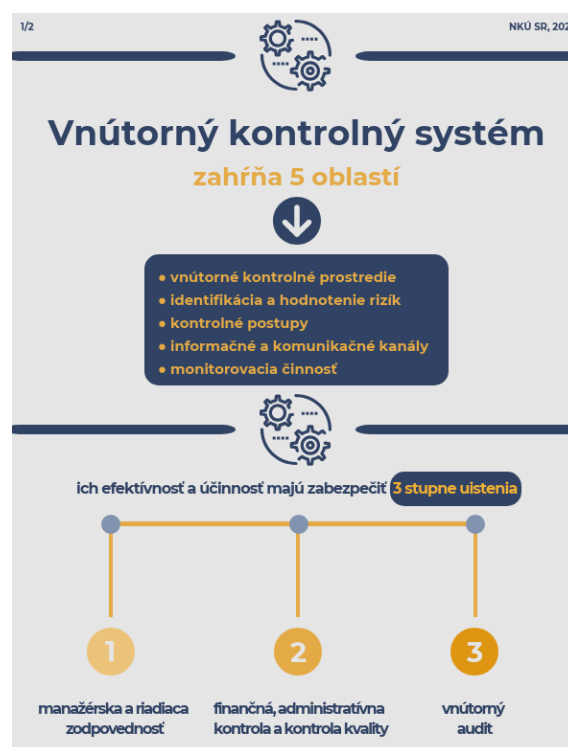 1/2
NKÚ SR, 202
Vnútorný kontrolný systém
zahŕňa 5 oblastí
• vnútorné kontrolné prostredie
• identifikácia a hodnotenie rizík
• kontrolné postupy
• informačné a komunikačné kanály
• monitorovacia činnosť
ich efektívnosť a účinnosť majú zabezpečiť 3 stupne uistenia
1
2
3
manažérska a riadiaca
zodpovednosť
finančná, administratívna
kontrola a kontrola kvality
vnútorný
audit